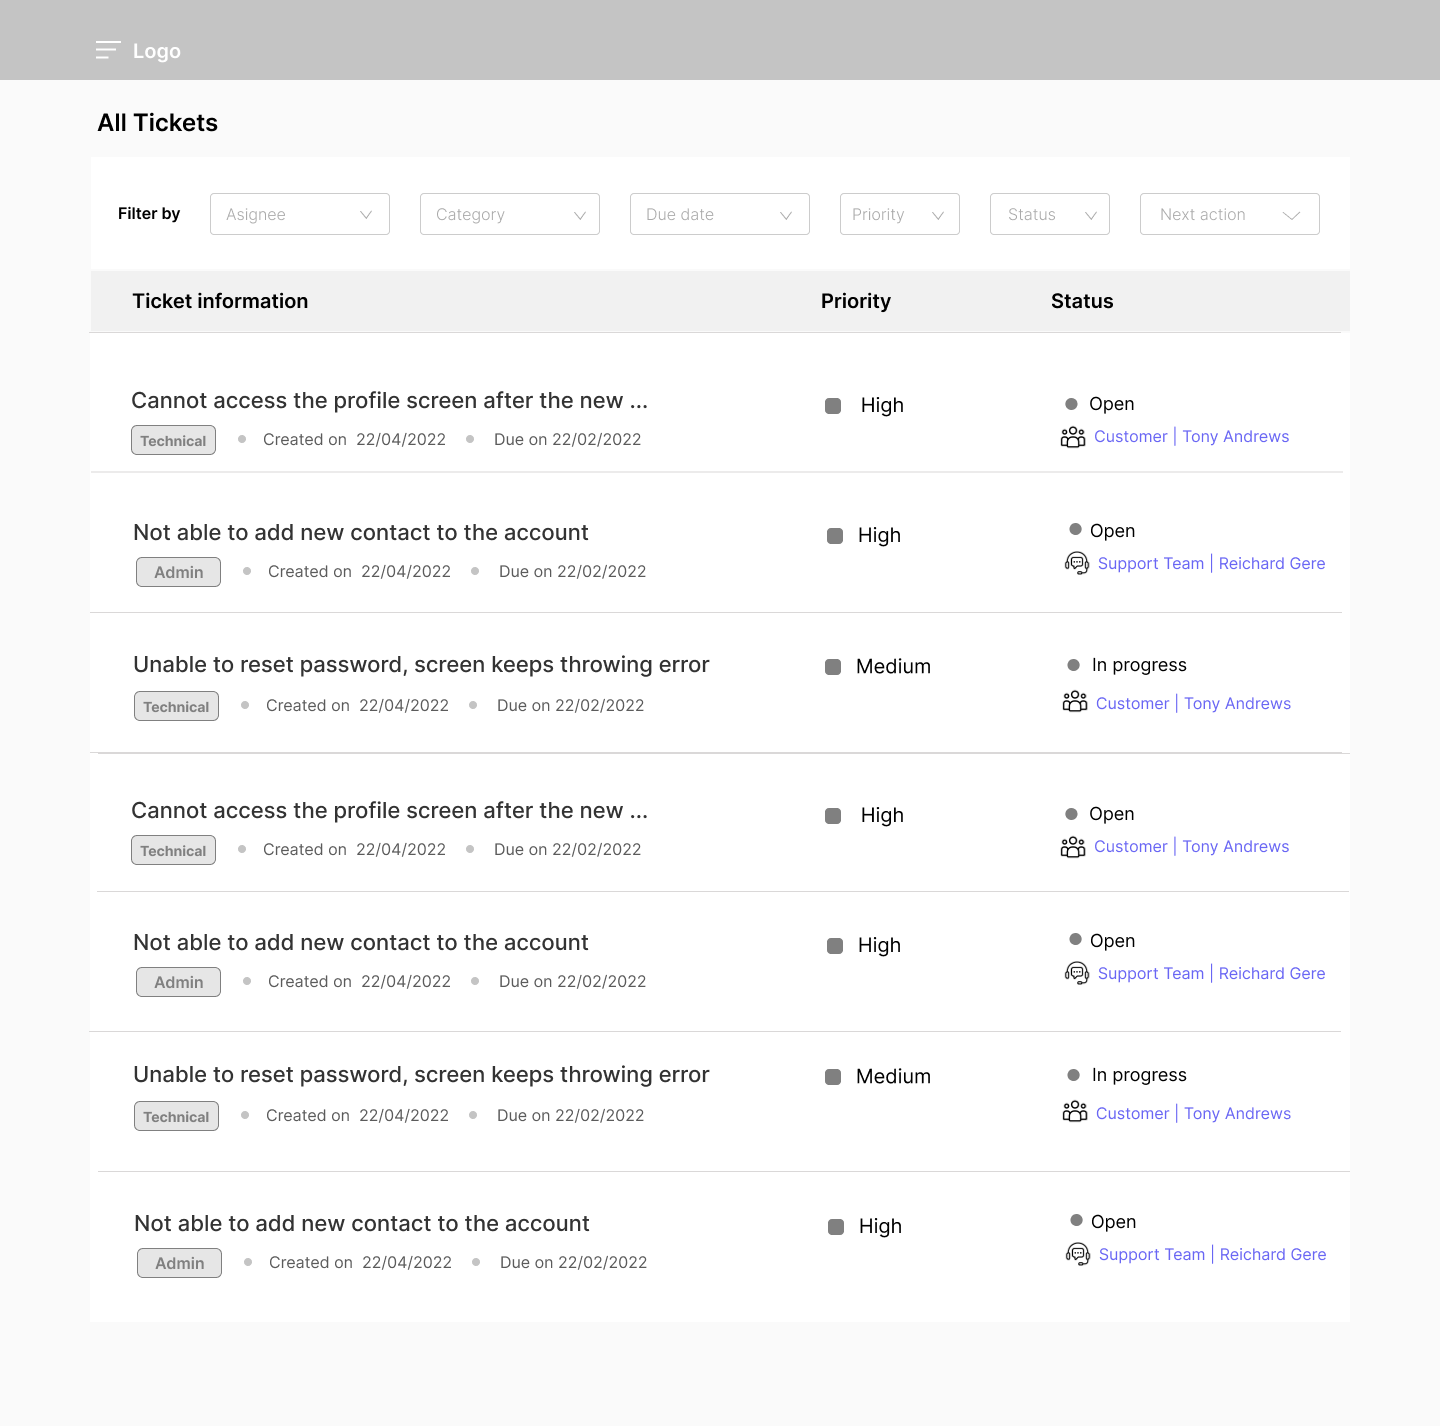 Logo
All Tickets
Filter by Asignee Category Due date Priority Status Next action
Ticket information Priority Status
Cannot access the profile screen after the new ... High Open
Technical Created on 22/04/2022 Due on 22/02/2022 Customer | Tony Andrews
Not able to add new contact to the account High Open
Admin Created on 22/04/2022 Due on 22/02/2022 Support Team | Reichard Gere
Unable to reset password, screen keeps throwing error Medium In progress
Technical Created on 22/04/2022 Due on 22/02/2022 Customer | Tony Andrews
Cannot access the profile screen after the new ... High Open
Technical Created on 22/04/2022 Due on 22/02/2022 Customer | Tony Andrews
Not able to add new contact to the account High Open
Admin Created on 22/04/2022 Due on 22/02/2022 Support Team | Reichard Gere
Unable to reset password, screen keeps throwing error Medium In progress
Technical Created on 22/04/2022 Due on 22/02/2022 Customer | Tony Andrews
Not able to add new contact to the account High Open
Admin Created on 22/04/2022 Due on 22/02/2022 Support Team | Reichard Gere